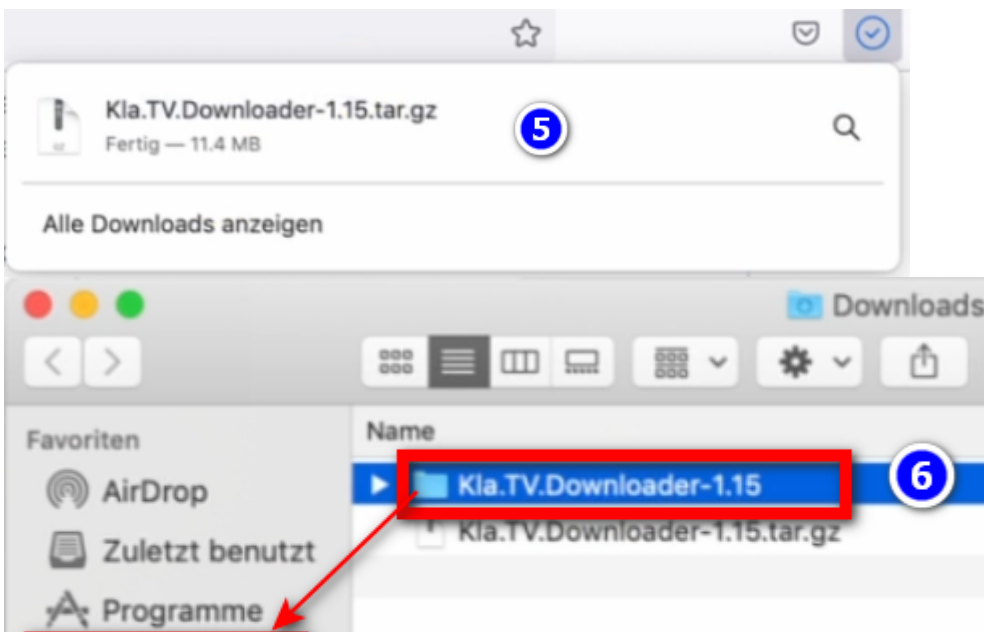 Kla.TV.Downloader-1.15.tar.gz
Fertig — 11.4 MB
5
Alle Downloads anzeigen
Downloads
Favoriten
Name
AirDrop
Kla.TV.Downloader-1.15
6
Zuletzt benutzt
Kla.TV.Downloader-1.15.tar.gz
Programme